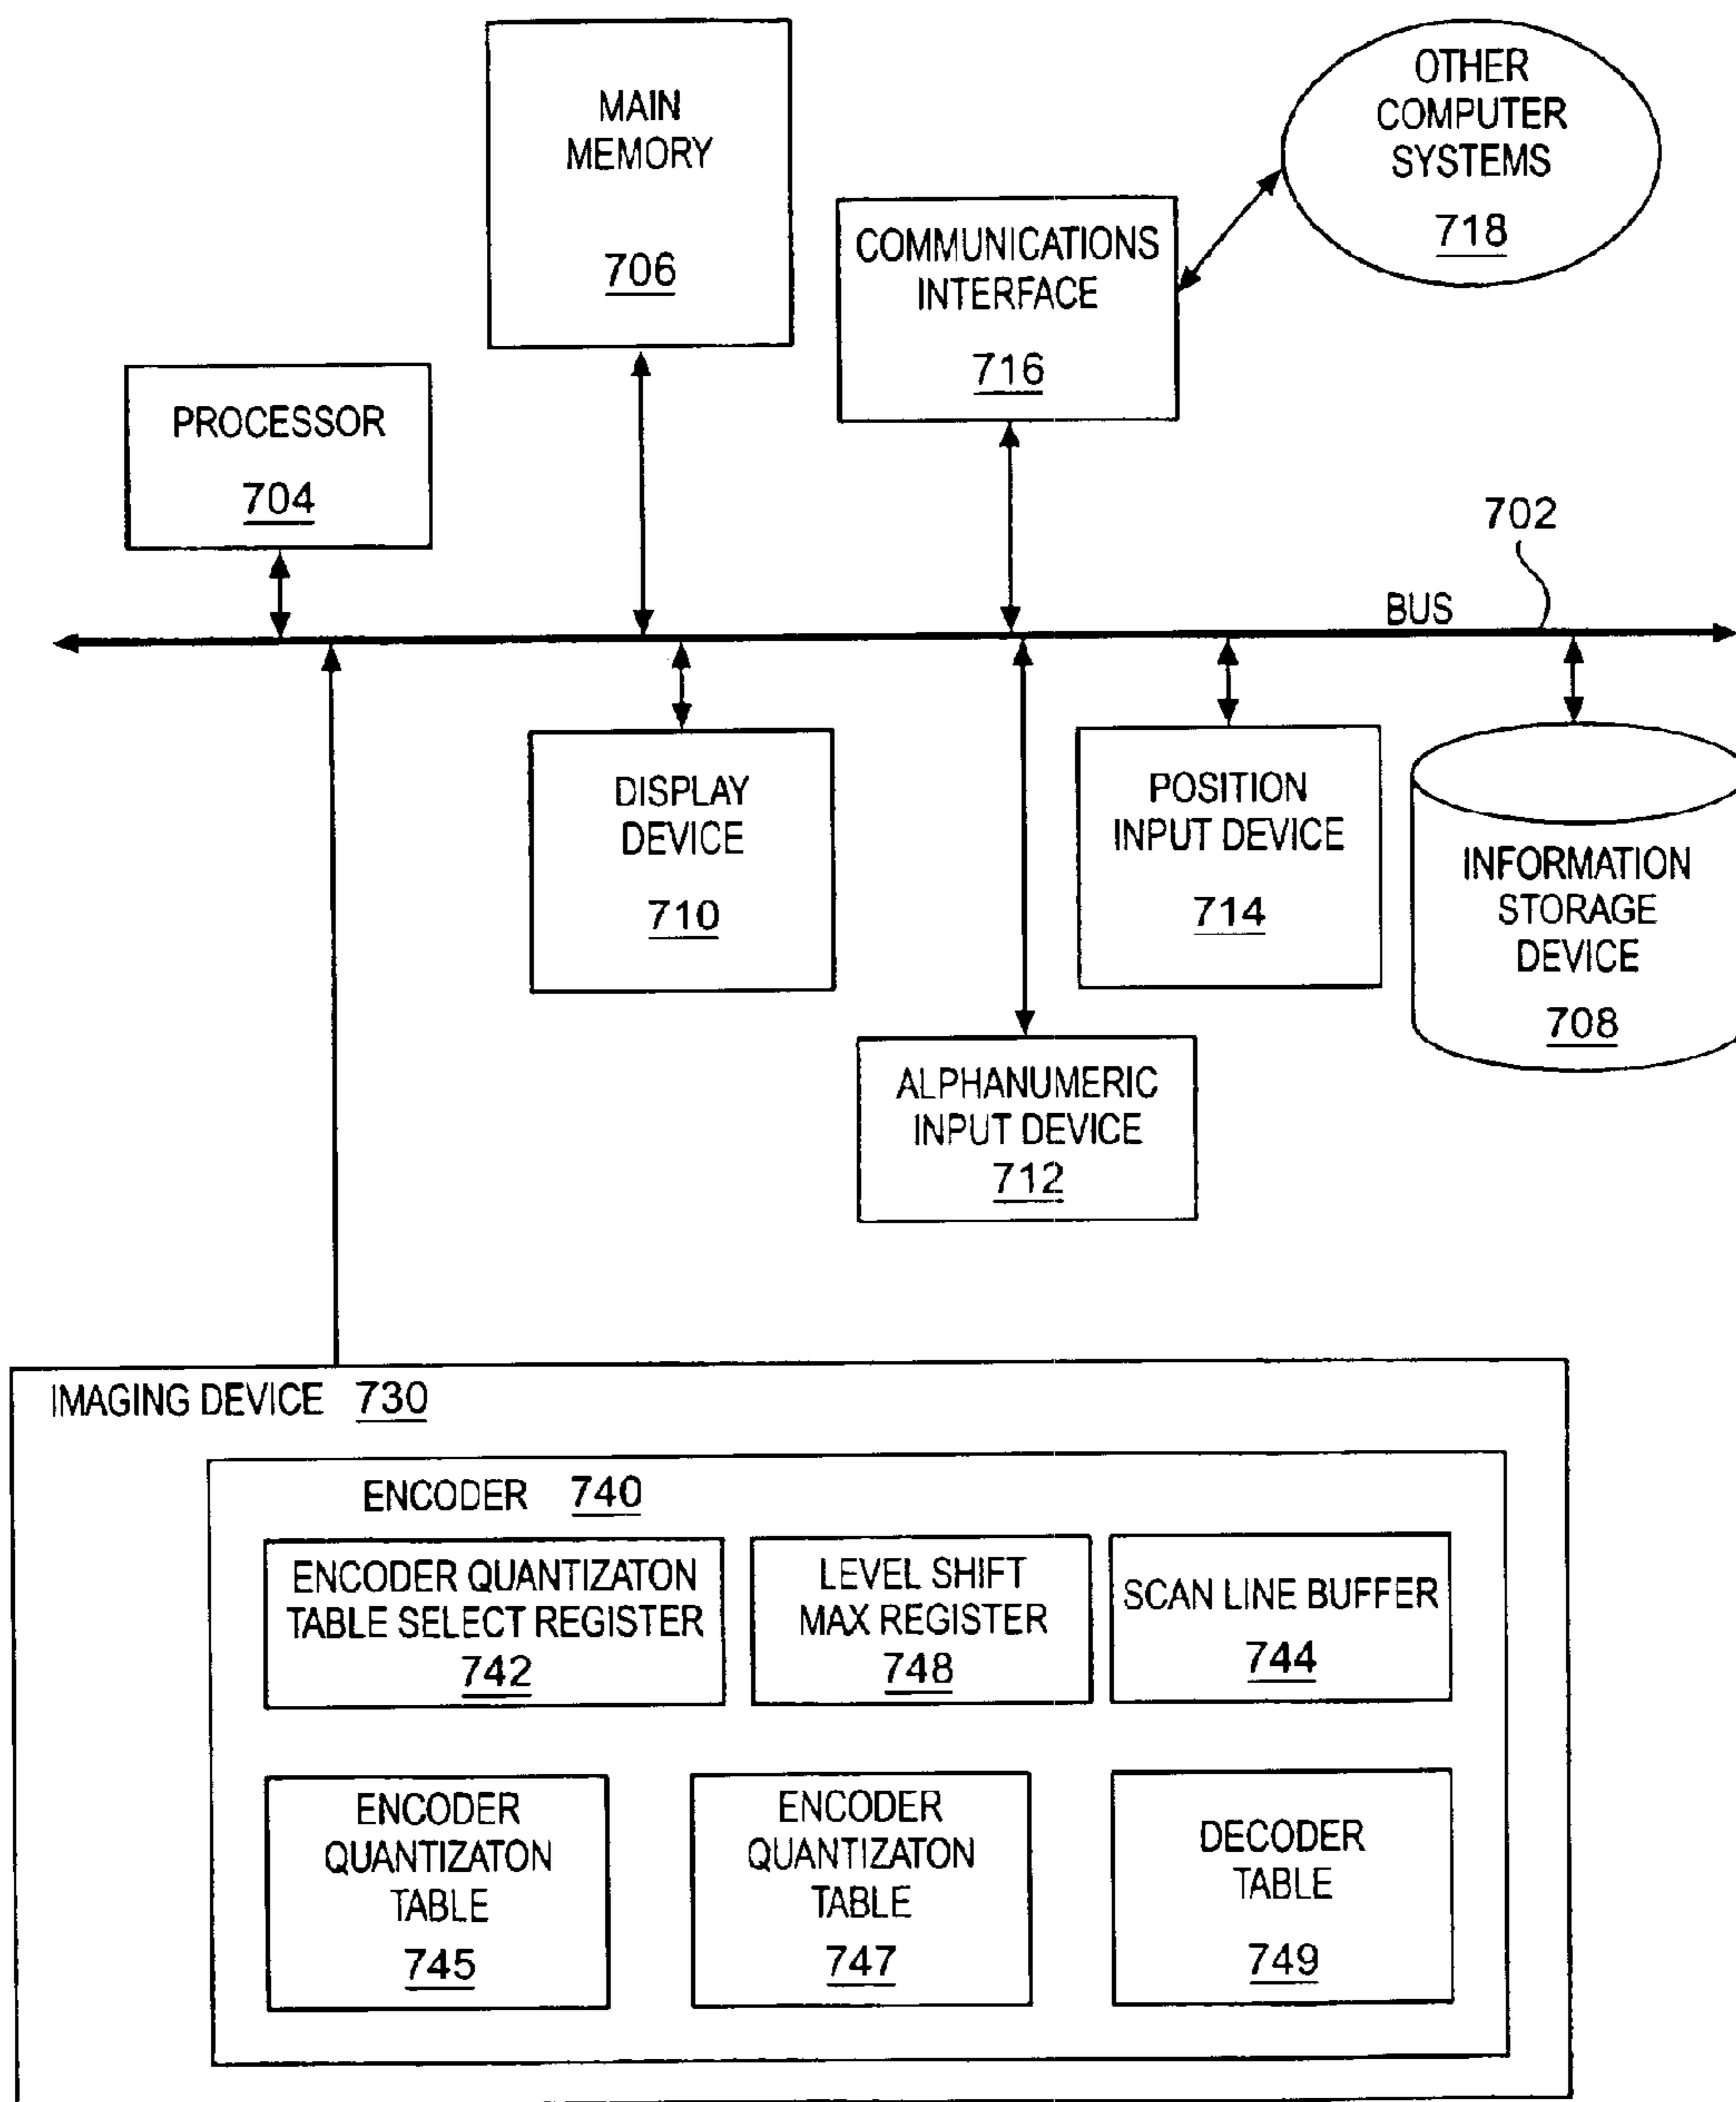 MAIN
MEMORY
706
OTHER
COMPUTER
SYSTEMS
718
COMMUNICATIONS
INTERFACE
716
PROCESSOR
704
702
BUS
DISPLAY
DEVICE
710
POSITION
INPUT DEVICE
714
INFORMATION
STORAGE
DEVICE
708
ALPHANUMERIC
INPUT DEVICE
712
IMAGING DEVICE 730
ENCODER 740
ENCODER QUANTIZATON
TABLE SELECT REGISTER
742
LEVEL SHIFT
MAX REGISTER
748
SCAN LINE BUFFER
744
ENCODER
QUANTIZATON
TABLE
745
ENCODER
QUANTIZATON
TABLE
747
DECODER
TABLE
749